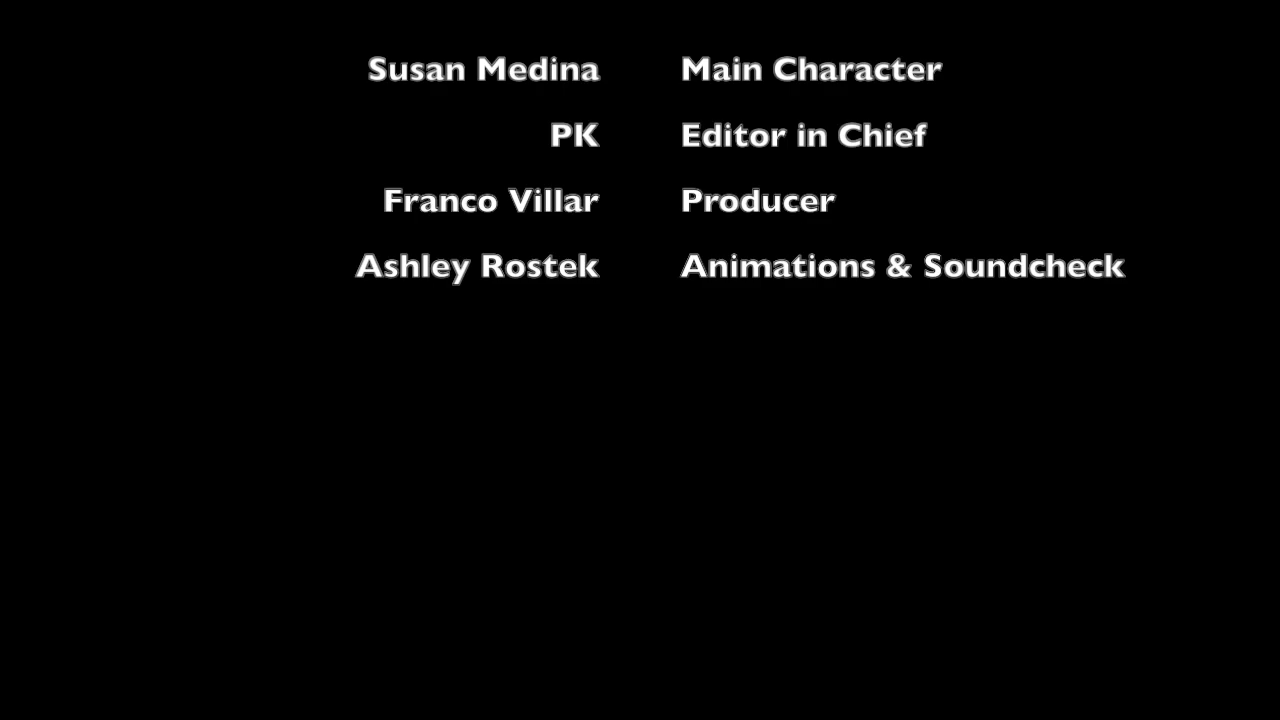 Susan Medina Main Character
PK Editor in Chief
Franco Villar Producer
Ashley Rostek Animations & Soundcheck